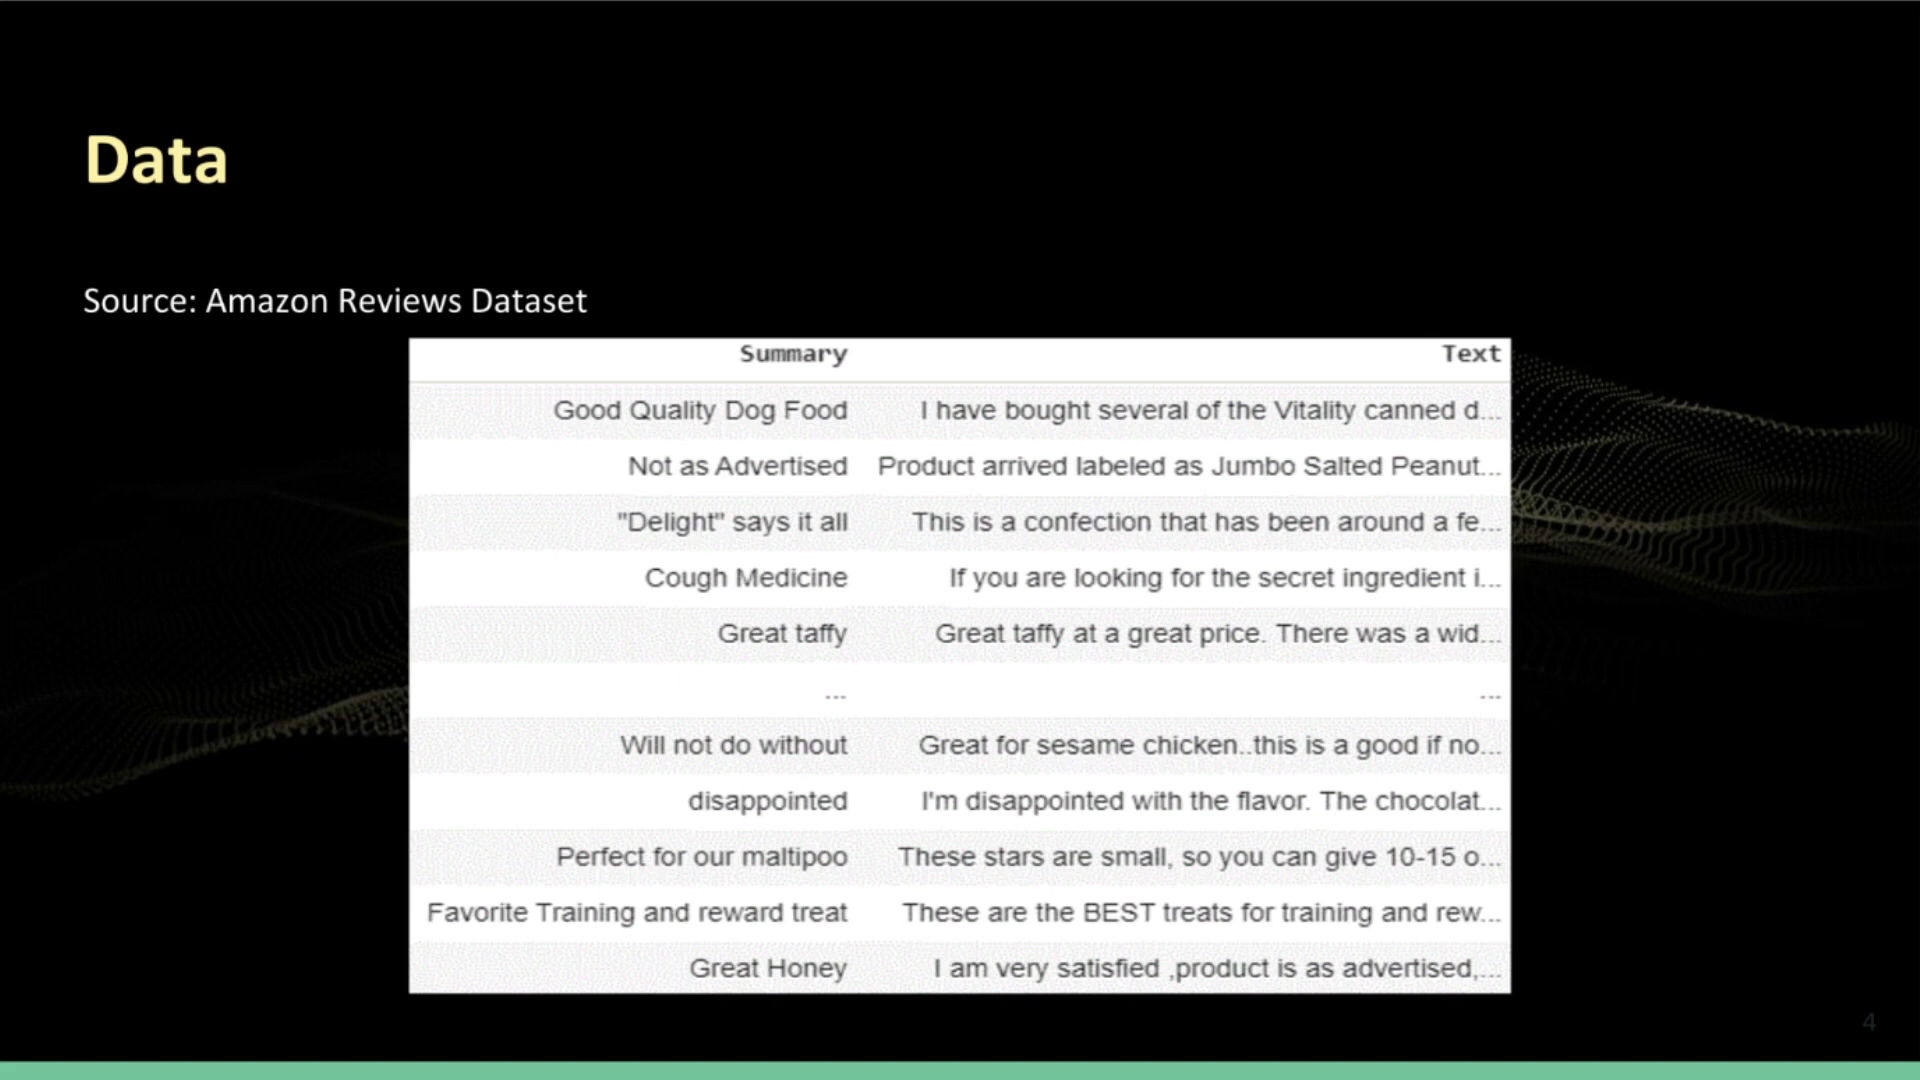 Data
Source: Amazon Reviews Dataset
Summary Text
Good Quality Dog Food I have bought several of the Vitality canned d...
Not as Advertised Product arrived labeled as Jumbo Salted Peanut...
"Delight" says it all This is a confection that has been around a fe...
Cough Medicine If you are looking for the secret ingredient i...
Great taffy Great taffy at a great price. There was a wid...
... ...
Will not do without Great for sesame chicken..this is a good if no...
disappointed I'm disappointed with the flavor. The chocolat...
Perfect for our maltipoo These stars are small, so you can give 10-15 o...
Favorite Training and reward treat These are the BEST treats for training and rew...
Great Honey I am very satisfied ,product is as advertised,...
4